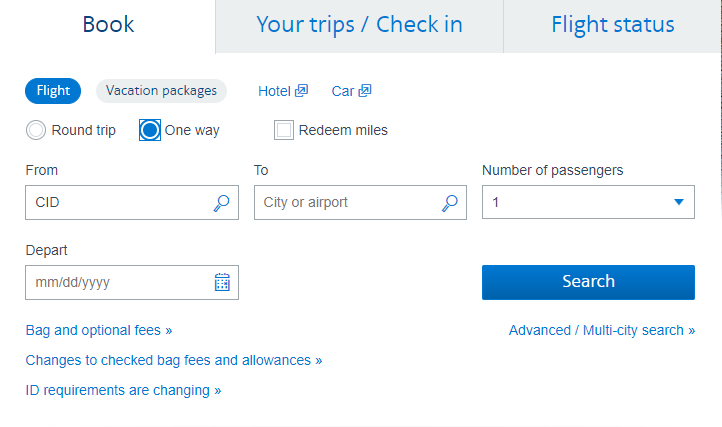 Book Your trips / Check in Flight status
Flight Vacation packages Hotel Car
Round trip One way Redeem miles
From To Number of passengers
CID City or airport 1
Depart
mm/dd/yyyy Search
Bag and optional fees » Advanced / Multi-city search »
Changes to checked bag fees and allowances »
ID requirements are changing »